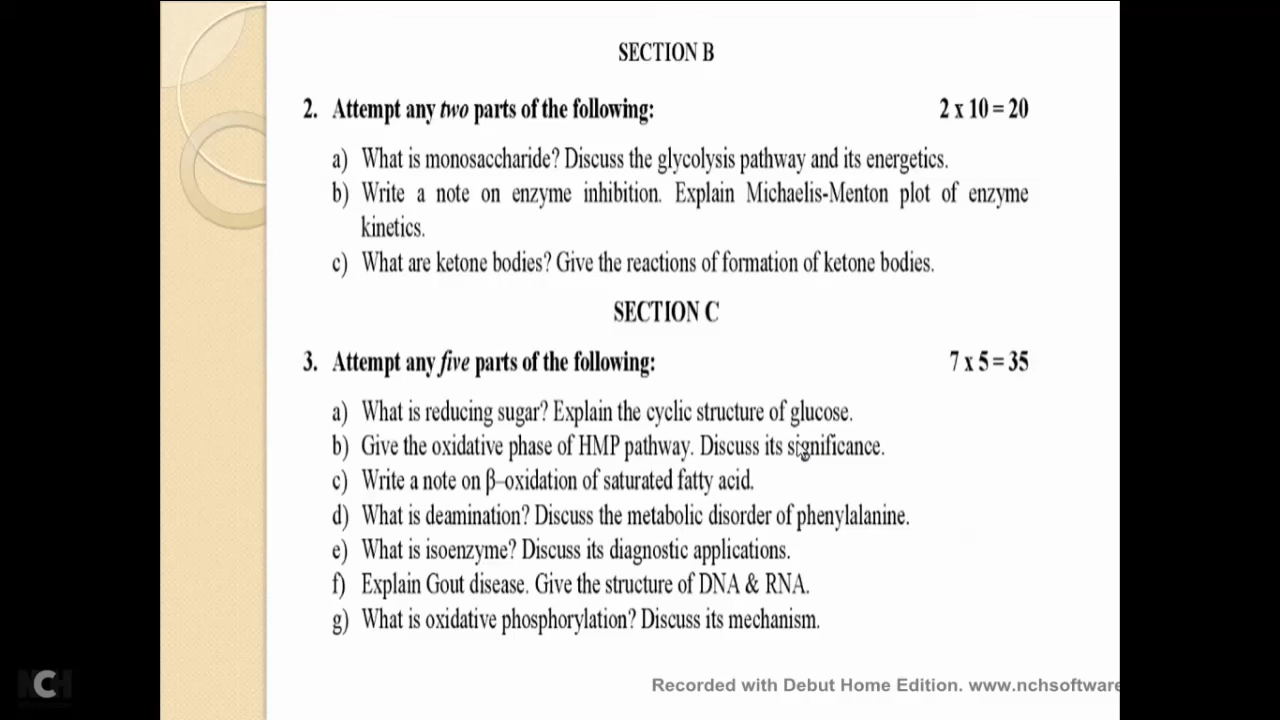 SECTION B
2. Attempt any two parts of the following: 2 x 10 = 20
a) What is monosaccharide? Discuss the glycolysis pathway and its energetics.
b) Write a note on enzyme inhibition. Explain Michaelis-Menton plot of enzyme
kinetics.
c) What are ketone bodies? Give the reactions of formation of ketone bodies.
SECTION C
3. Attempt any five parts of the following: 7 x 5 = 35
a) What is reducing sugar? Explain the cyclic structure of glucose.
b) Give the oxidative phase of HMP pathway. Discuss its significance.
c) Write a note on β–oxidation of saturated fatty acid.
d) What is deamination? Discuss the metabolic disorder of phenylalanine.
e) What is isoenzyme? Discuss its diagnostic applications.
f) Explain Gout disease. Give the structure of DNA & RNA.
g) What is oxidative phosphorylation? Discuss its mechanism.
NCH
Recorded with Debut Home Edition. www.nchsoftware